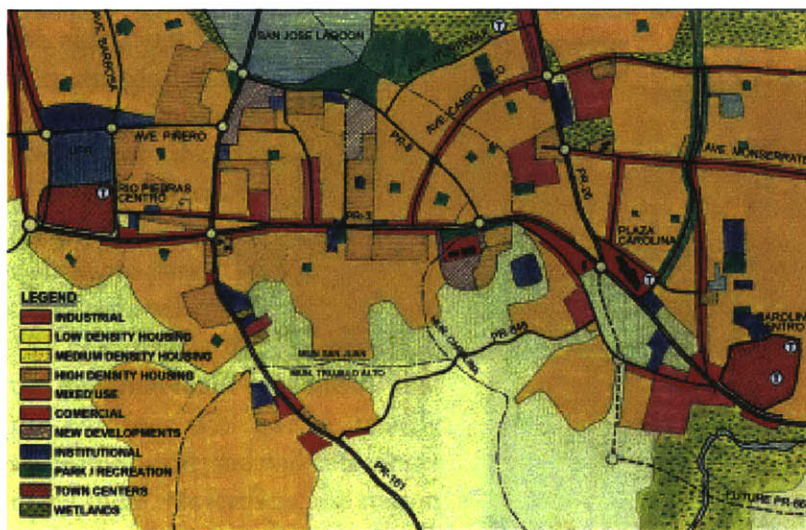 SAN JOSE LAGOON
AVE. BARBOSA
AVE. PIÑERO
UPR
RIO PIEDRAS
CENTRO
T
PR-3
PR-8
AVE. CAMPO RICO
PR-26
AVE. MONSERRATE
PLAZA
CAROLINA
T
T
CAROLINA
CENTRO
T
PR-181
MUN. SAN JUAN
MUN. TRUJILLO ALTO
FUTURE PR-66
LEGEND
INDUSTRIAL
LOW DENSITY HOUSING
MEDIUM DENSITY HOUSING
HIGH DENSITY HOUSING
MIXED USE
COMERCIAL
NEW DEVELOPMENTS
INSTITUTIONAL
PARK / RECREATION
TOWN CENTERS
WETLANDS